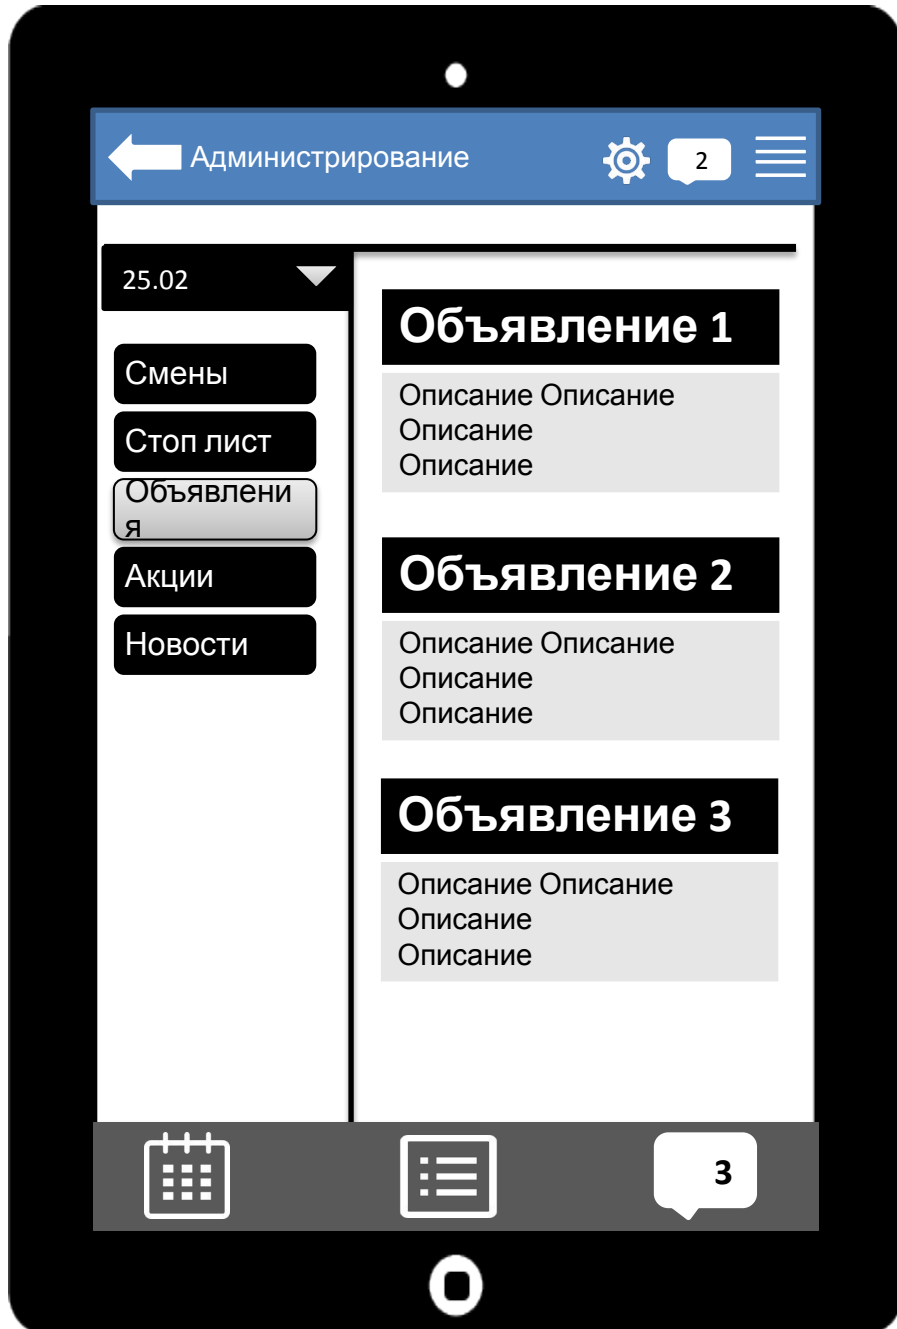 Администрирование
2
25.02
Смены
Стоп лист
Объявлени
я
Акции
Новости
Объявление 1
Описание Описание
Описание
Описание
Объявление 2
Описание Описание
Описание
Описание
Объявление 3
Описание Описание
Описание
Описание
3